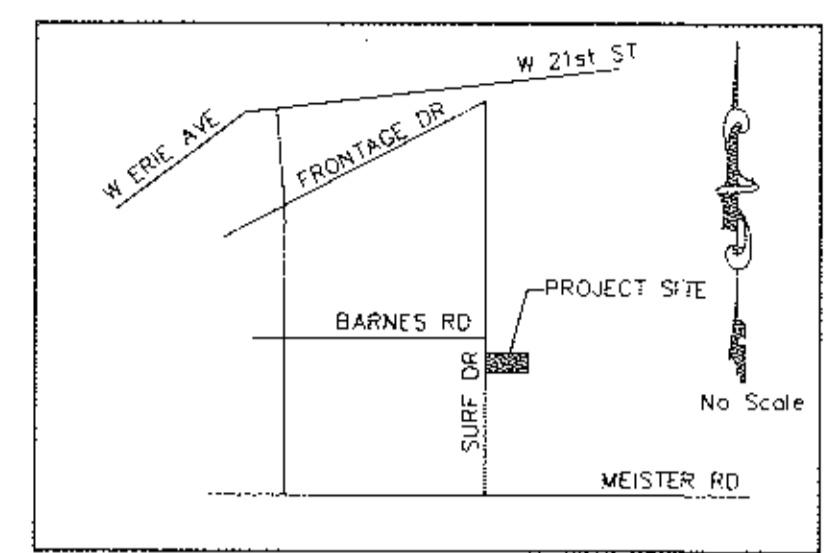 W 21st ST
W ERIE AVE
FRONTAGE DR
PROJECT SITE
BARNES RD
SURF DR
No Scale
MEISTER RD